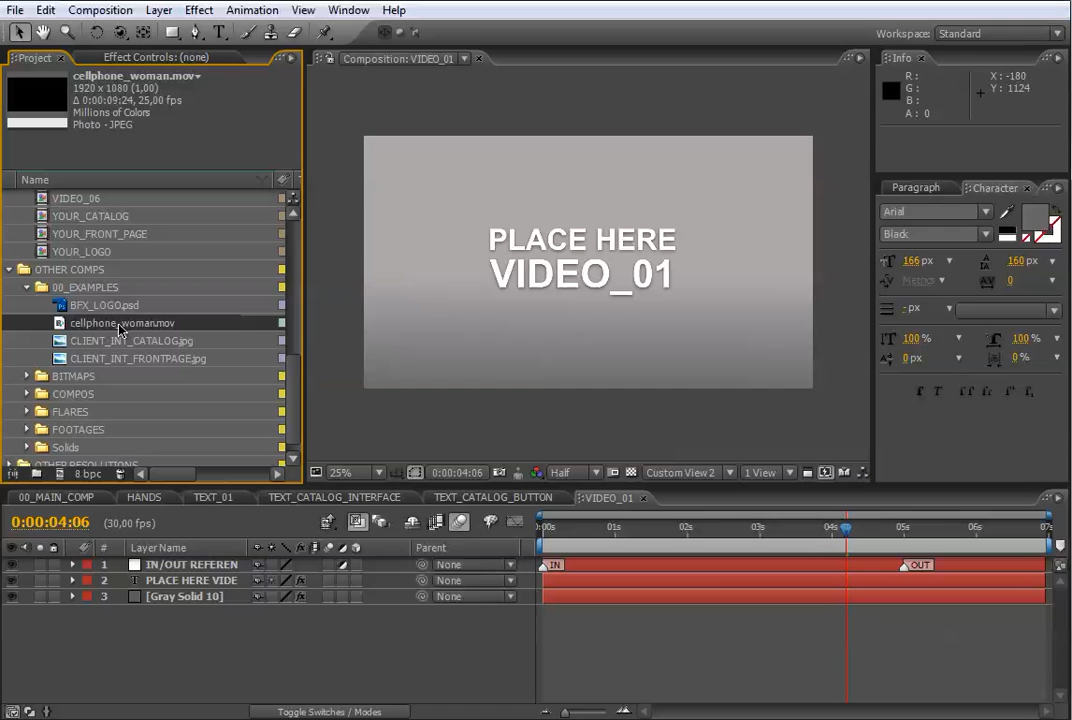 File Edit Composition Layer Effect Animation View Window Help
Workspace: Standard
Project Effect Controls: (none)
Composition: VIDEO_01
Info
cellphone_woman.mov
1920 x 1080 (1,00)
Δ 0:00:09:24, 25,00 fps
Millions of Colors
Photo - JPEG
R :
G :
B :
A : 0
X : -180
Y : 1124
Name
VIDEO_06
YOUR_CATALOG
YOUR_FRONT_PAGE
YOUR_LOGO
OTHER COMPS
00_EXAMPLES
BFX_LOGO.psd
cellphone_woman.mov
CLIENT_INT_CATALOG.jpg
CLIENT_INT_FRONTPAGE.jpg
BITMAPS
COMPOS
FLARES
FOOTAGES
Solids
OTHER RESOLUTIONS
8 bpc
PLACE HERE
VIDEO_01
25% 0:00:04:06 Half Custom View 2 1 View
Paragraph Character
Arial
Black
166 px 160 px
Metrics 0
- px
100 % 100 %
0 px 0 %
00_MAIN_COMP HANDS TEXT_01 TEXT_CATALOG_INTERFACE TEXT_CATALOG_BUTTON VIDEO_01
0:00:04:06 (30,00 fps)
:00s 01s 02s 03s 04s 05s 06s 07s
# Layer Name Parent
1 IN/OUT REFEREN None IN OUT
2 T PLACE HERE VIDE None
3 [Gray Solid 10] None
Toggle Switches / Modes